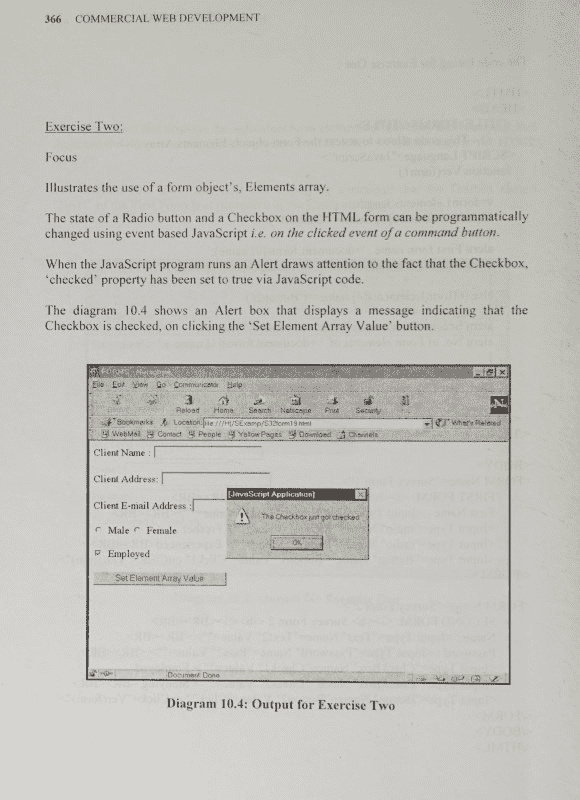 366 COMMERCIAL WEB DEVELOPMENT
Exercise Two:
Focus
Illustrates the use of a form object's, Elements array.
The state of a Radio button and a Checkbox on the HTML form can be programmatically
changed using event based JavaScript i.e. on the clicked event of a command button.
When the JavaScript program runs an Alert draws attention to the fact that the Checkbox,
'checked' property has been set to true via JavaScript code.
The diagram 10.4 shows an Alert box that displays a message indicating that the
Checkbox is checked, on clicking the 'Set Element Array Value' button.
File Edit View Go Communicator Help
Reload Home Search Netscape Print Security
N
Bookmarks Location: What's Related
WebMail Contact People Yellow Pages Download Channels
Client Name :
Client Address:
[JavaScript Application]
Client E-mail Address :
The Checkbox just got checked
Male Female
OK
Employed
Set Element Array Value
Document Done
Diagram 10.4: Output for Exercise Two